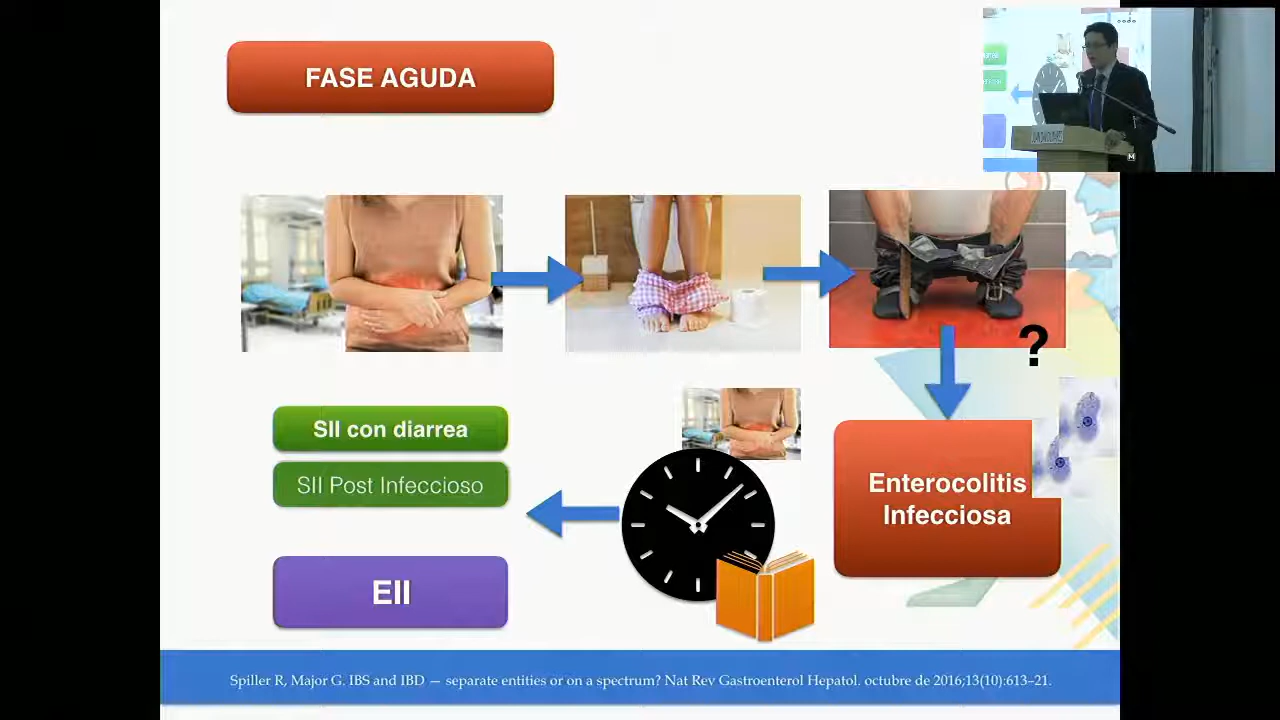 FASE AGUDA
?
SII con diarrea
SII Post Infeccioso
Enterocolitis
Infecciosa
EII
Spiller R, Major G. IBS and IBD — separate entities or on a spectrum? Nat Rev Gastroenterol Hepatol. octubre de 2016;13(10):613–21.